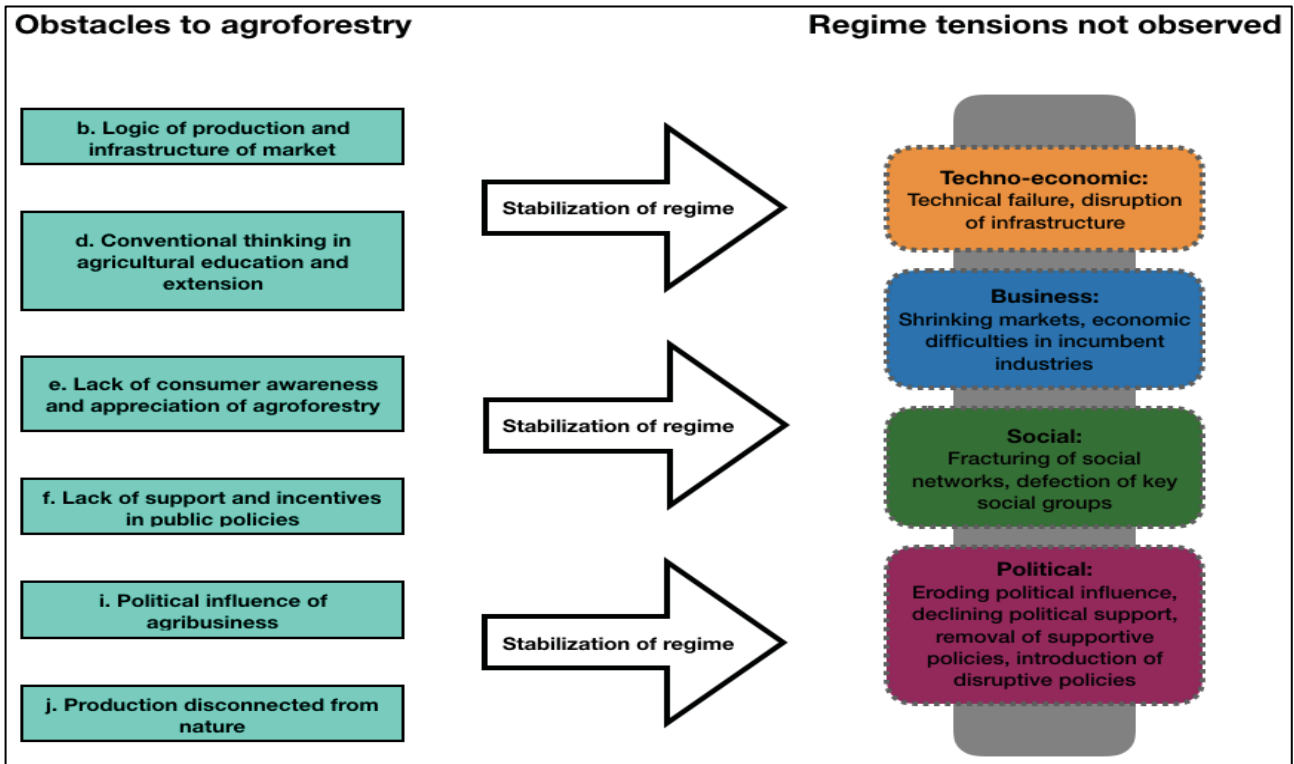 Obstacles to agroforestry
Regime tensions not observed
b. Logic of production and
infrastructure of market
d. Conventional thinking in
agricultural education and
extension
e. Lack of consumer awareness
and appreciation of agroforestry
f. Lack of support and incentives
in public policies
i. Political influence of
agribusiness
j. Production disconnected from
nature
Stabilization of regime
Stabilization of regime
Stabilization of regime
Techno-economic:
Technical failure, disruption
of infrastructure
Business:
Shrinking markets, economic
difficulties in incumbent
industries
Social:
Fracturing of social
networks, defection of key
social groups
Political:
Eroding political influence,
declining political support,
removal of supportive
policies, introduction of
disruptive policies